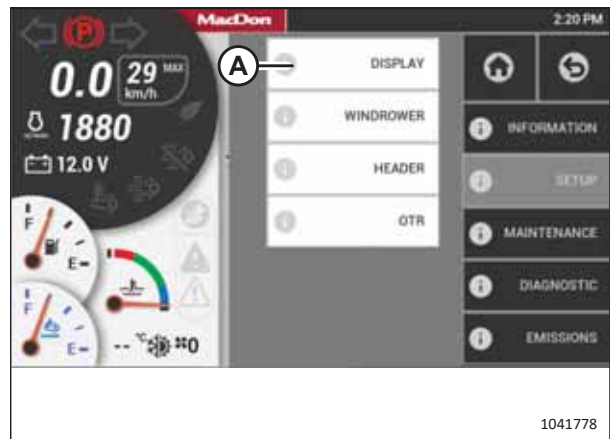 MacDon
2:20 PM
P
0.0
29 MAX
km/h
1880
12.0 V
F
E
F
E
-- °C
0
A
DISPLAY
WINDROWER
HEADER
OTR
INFORMATION
SETUP
MAINTENANCE
DIAGNOSTIC
EMISSIONS
1041778